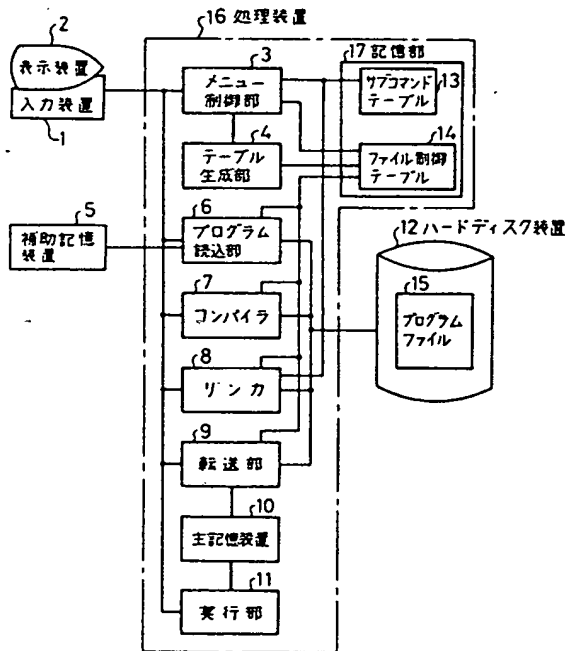 16 処理装置
2
表示装置
入力装置
1
3
メニュー
制御部
4
テーブル
生成部
17 記憶部
サブコマンド
テーブル
13
14
ファイル制御
テーブル
5
補助記憶
装置
6
プログラム
読込部
7
コンパイラ
8
リンカ
9
転送部
10
主記憶装置
11
実行部
12 ハードディスク装置
15
プログラム
ファイル